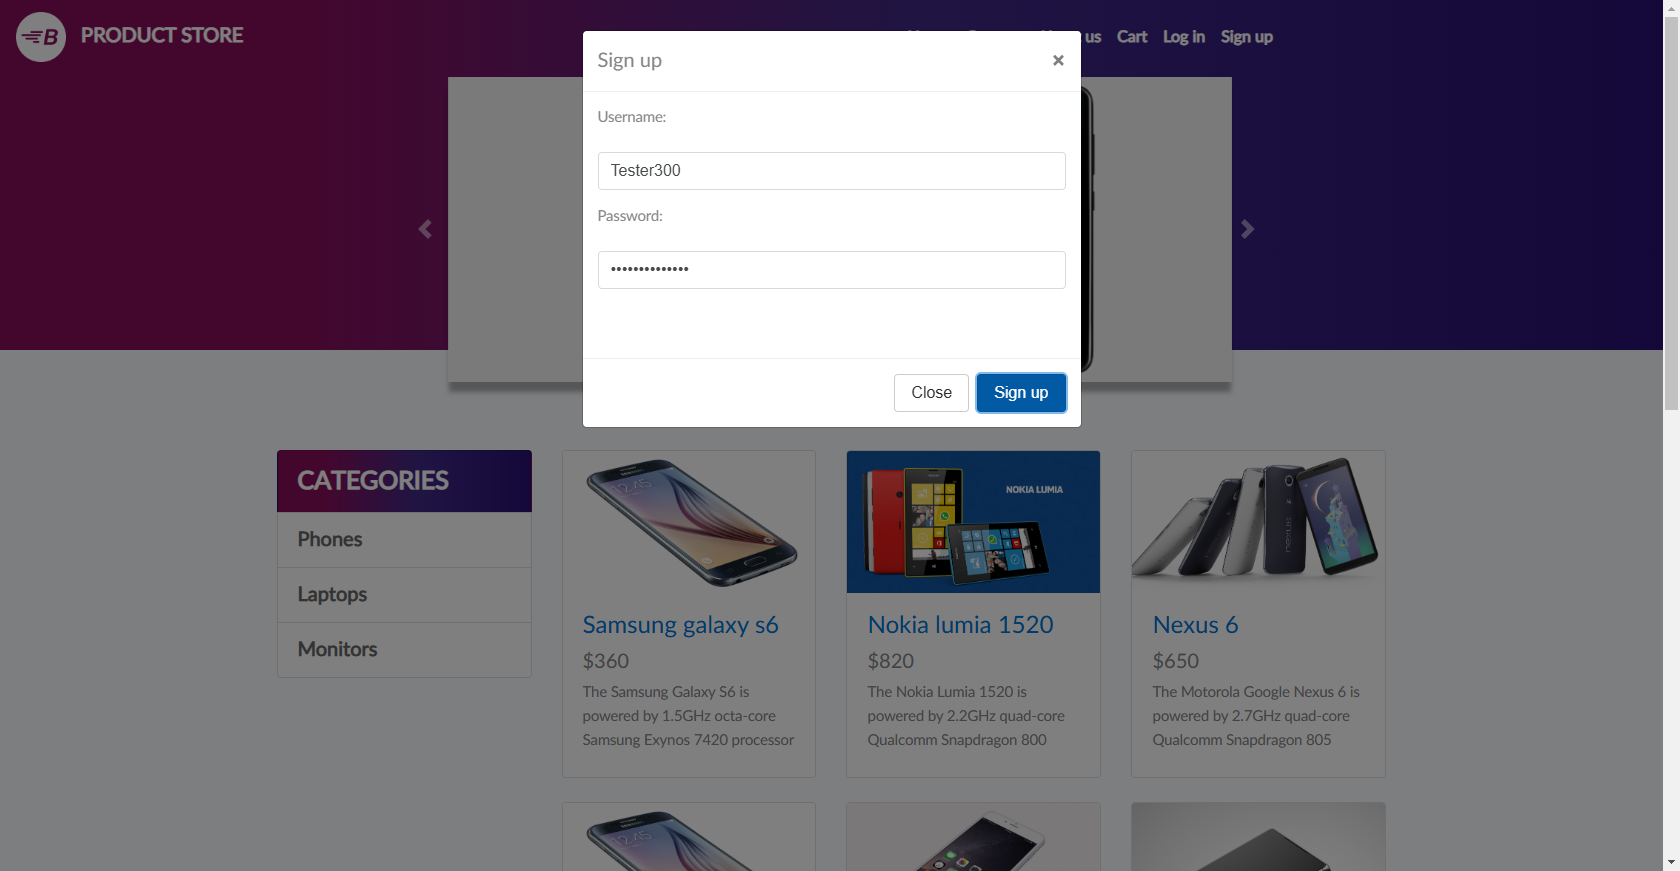 B PRODUCT STORE
us Cart Log in Sign up
Sign up ×
Username:
Tester300
Password:
••••••••••••••
Close Sign up
CATEGORIES
Phones
Laptops
Monitors
NOKIA LUMIA
Samsung galaxy s6
$360
The Samsung Galaxy S6 is
powered by 1.5GHz octa-core
Samsung Exynos 7420 processor
Nokia lumia 1520
$820
The Nokia Lumia 1520 is
powered by 2.2GHz quad-core
Qualcomm Snapdragon 800
Nexus 6
$650
The Motorola Google Nexus 6 is
powered by 2.7GHz quad-core
Qualcomm Snapdragon 805